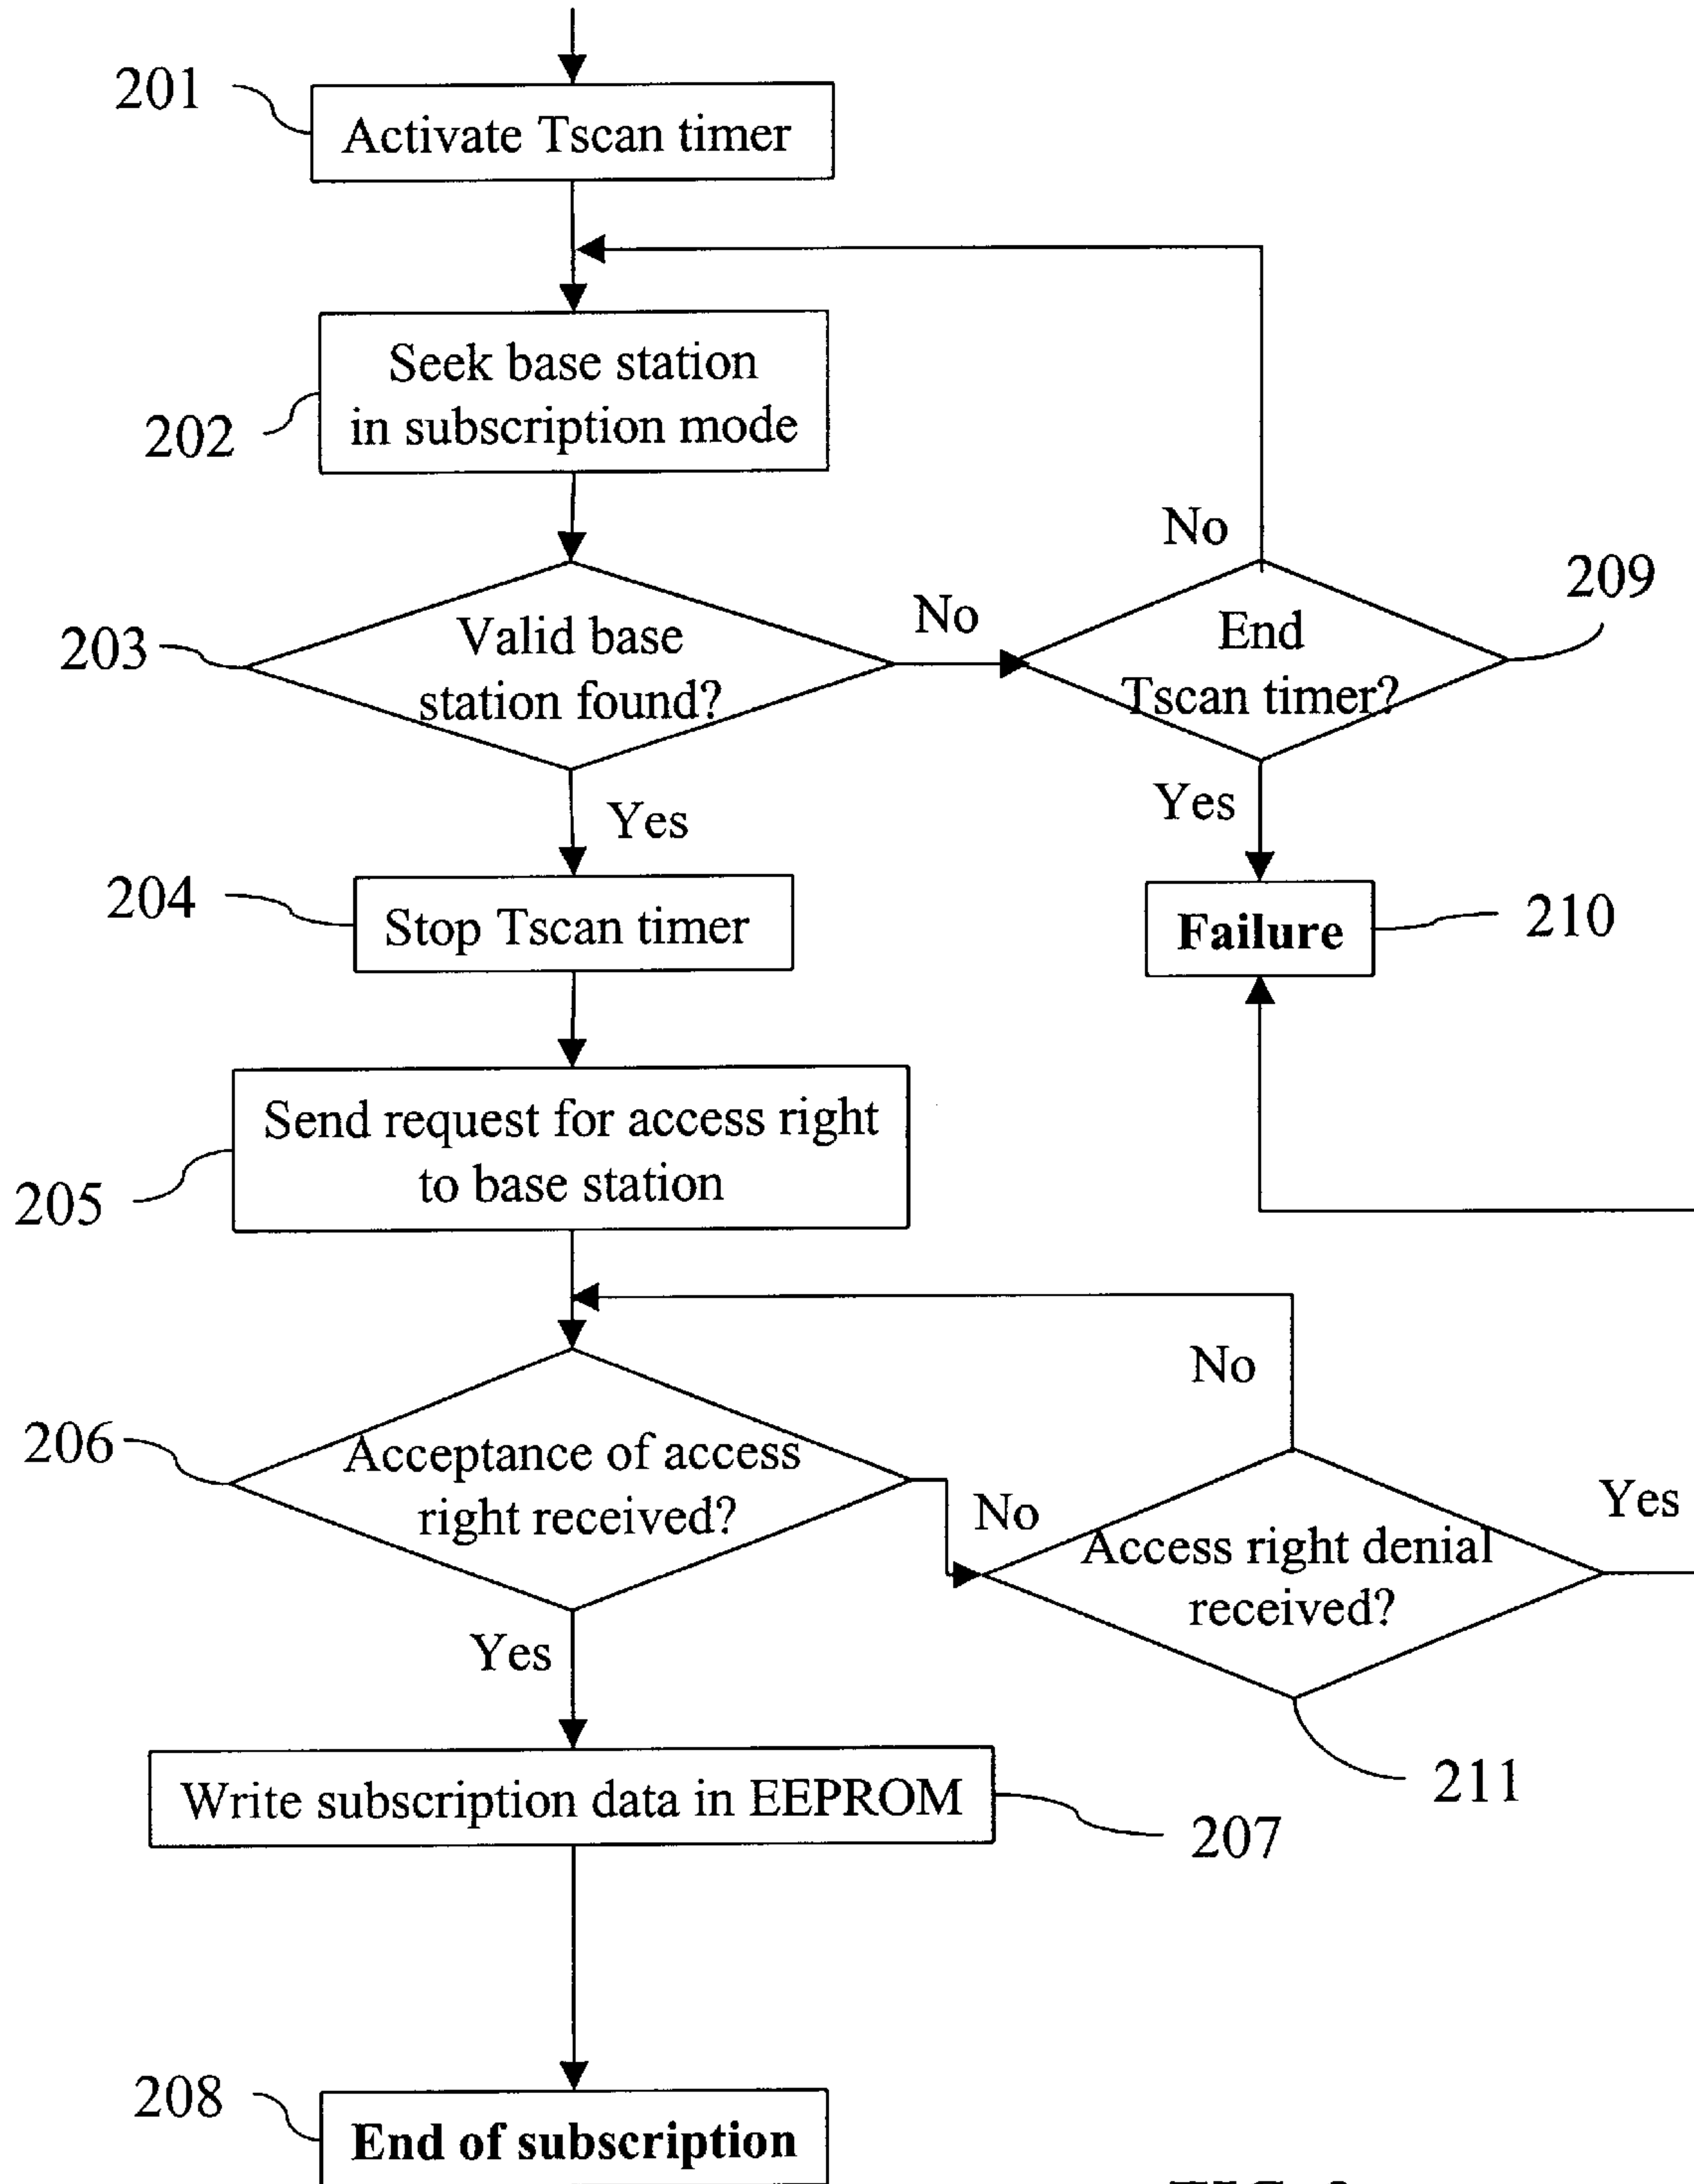 201
Activate Tscan timer
Seek base station
in subscription mode
202
No
209
203
Valid base
station found?
No
End
Tscan timer?
Yes
Yes
204
Stop Tscan timer
Failure
210
Send request for access right
to base station
205
No
206
Acceptance of access
right received?
No
Yes
Access right denial
received?
Yes
211
Write subscription data in EEPROM
207
208
End of subscription